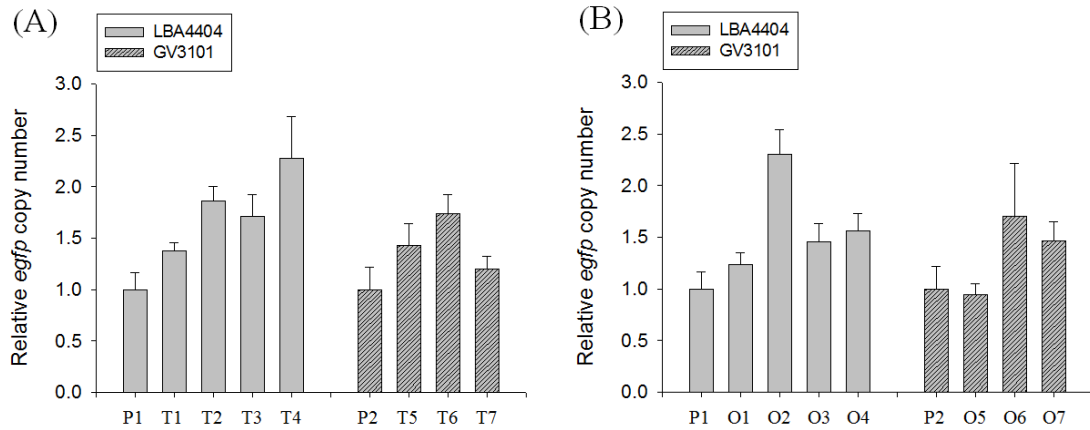 (A)
LBA4404
GV3101
Relative egfp copy number
3.0
2.5
2.0
1.5
1.0
0.5
0.0
P1 T1 T2 T3 T4 P2 T5 T6 T7
(B)
LBA4404
GV3101
Relative egfp copy number
3.0
2.5
2.0
1.5
1.0
0.5
0.0
P1 O1 O2 O3 O4 P2 O5 O6 O7